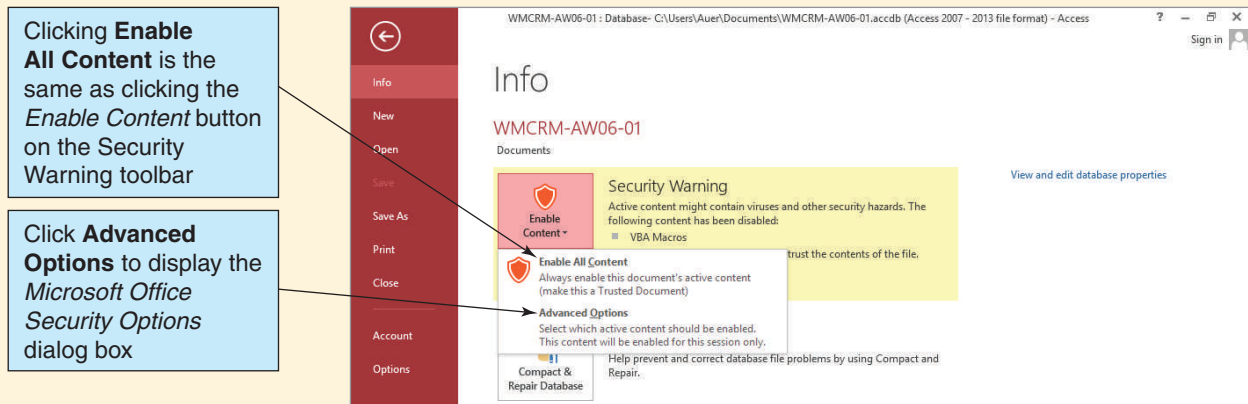 Clicking Enable
All Content is the
same as clicking the
Enable Content button
on the Security
Warning toolbar
Click Advanced
Options to display the
Microsoft Office
Security Options
dialog box
WMCRM-AW06-01 : Database- C:\Users\Auer\Documents\WMCRM-AW06-01.accdb (Access 2007 - 2013 file format) - Access
?
Sign in
Info
New
Open
Save
Save As
Print
Close
Account
Options
Info
WMCRM-AW06-01
Documents
Enable
Content
Security Warning
Active content might contain viruses and other security hazards. The
following content has been disabled:
VBA Macros
trust the contents of the file.
Enable All Content
Always enable this document's active content
(make this a Trusted Document)
Advanced Options
Select which active content should be enabled.
This content will be enabled for this session only.
Compact &
Repair Database
Help prevent and correct database file problems by using Compact and
Repair.
View and edit database properties